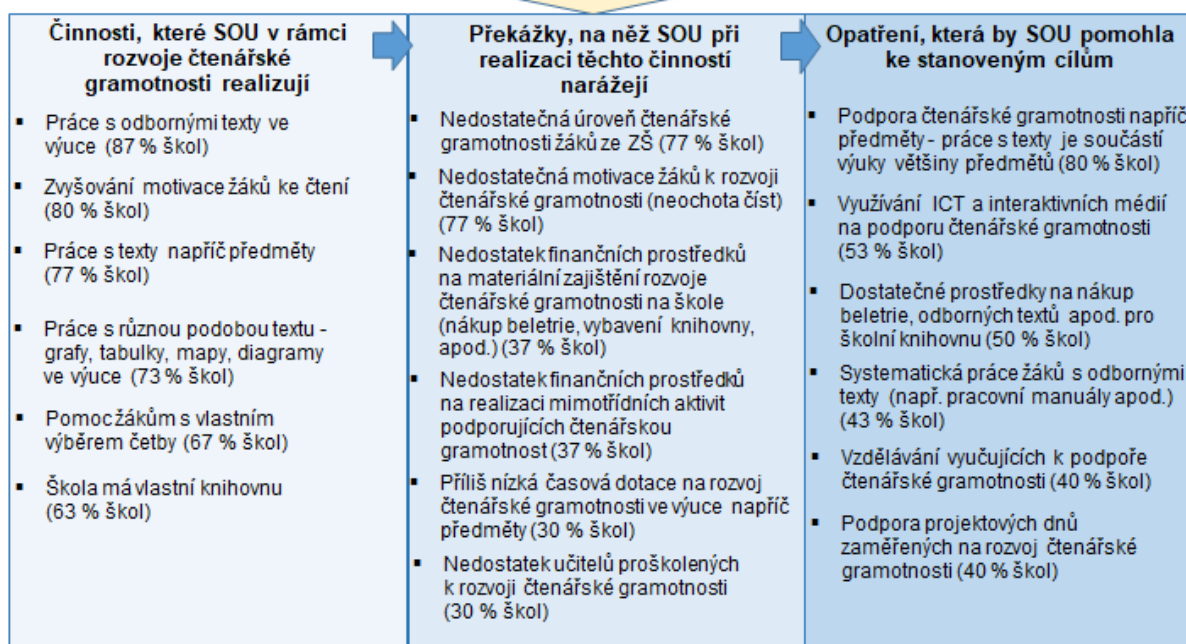 Činnosti, které SOU v rámci
rozvoje čtenářské
gramotnosti realizují
▪ Práce s odbornými texty ve
výuce (87 % škol)
▪ Zvyšování motivace žáků ke čtení
(80 % škol)
▪ Práce s texty napříč předměty
(77 % škol)
▪ Práce s různou podobou textu -
grafy, tabulky, mapy, diagramy
ve výuce (73 % škol)
▪ Pomoc žákům s vlastním
výběrem četby (67 % škol)
▪ Škola má vlastní knihovnu
(63 % škol)
Překážky, na něž SOU při
realizaci těchto činností
narážejí
▪ Nedostatečná úroveň čtenářské
gramotnosti žáků ze ZŠ (77 % škol)
▪ Nedostatečná motivace žáků k rozvoji
čtenářské gramotnosti (neochota číst)
(77 % škol)
▪ Nedostatek finančních prostředků
na materiální zajištění rozvoje
čtenářské gramotnosti na škole
(nákup beletrie, vybavení knihovny,
apod.) (37 % škol)
▪ Nedostatek finančních prostředků
na realizaci mimotřídních aktivit
podporujících čtenářskou
gramotnost (37 % škol)
▪ Příliš nízká časová dotace na rozvoj
čtenářské gramotnosti ve výuce napříč
předměty (30 % škol)
▪ Nedostatek učitelů proškolených
k rozvoji čtenářské gramotnosti
(30 % škol)
Opatření, která by SOU pomohla
ke stanoveným cílům
▪ Podpora čtenářské gramotnosti napříč
předměty - práce s texty je součástí
výuky většiny předmětů (80 % škol)
▪ Využívání ICT a interaktivních médií
na podporu čtenářské gramotnosti
(53 % škol)
▪ Dostatečné prostředky na nákup
beletrie, odborných textů apod. pro
školní knihovnu (50 % škol)
▪ Systematická práce žáků s odbornými
texty (např. pracovní manuály apod.)
(43 % škol)
▪ Vzdělávání vyučujících k podpoře
čtenářské gramotnosti (40 % škol)
▪ Podpora projektových dnů
zaměřených na rozvoj čtenářské
gramotnosti (40 % škol)